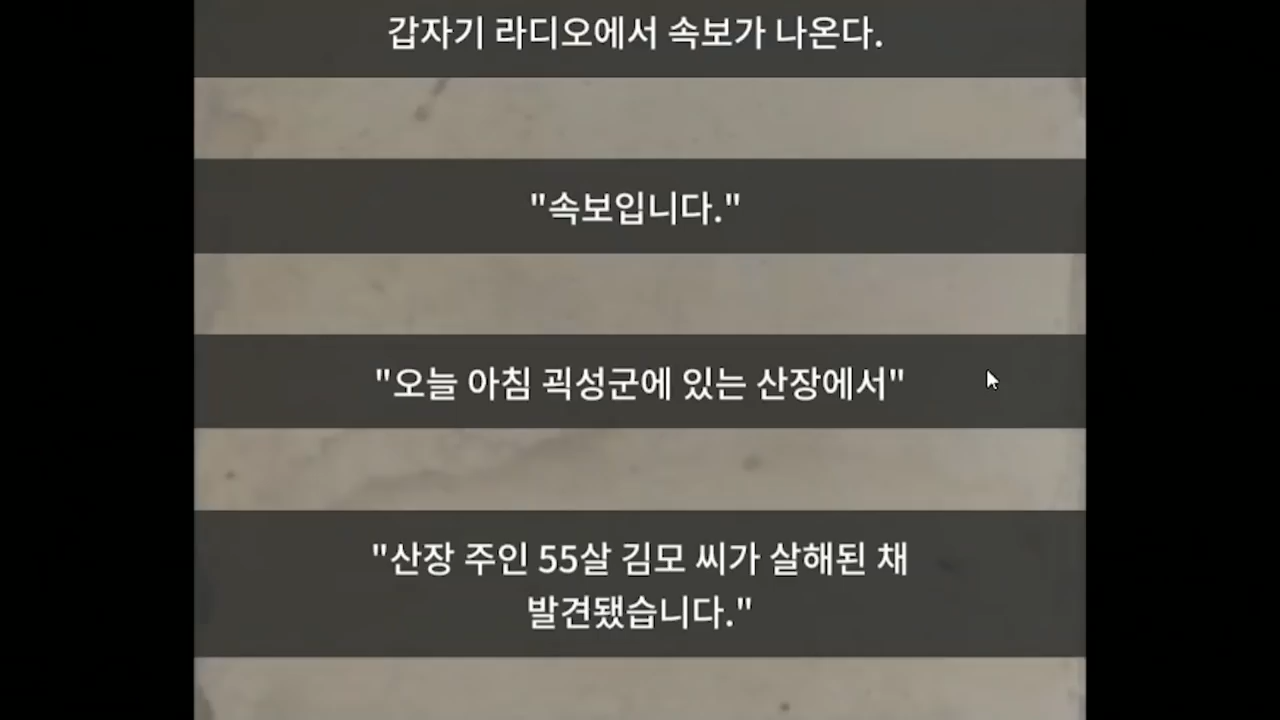 갑자기 라디오에서 속보가 나온다.
"속보입니다."
"오늘 아침 괵성군에 있는 산장에서"
"산장 주인 55살 김모 씨가 살해된 채
발견됐습니다."